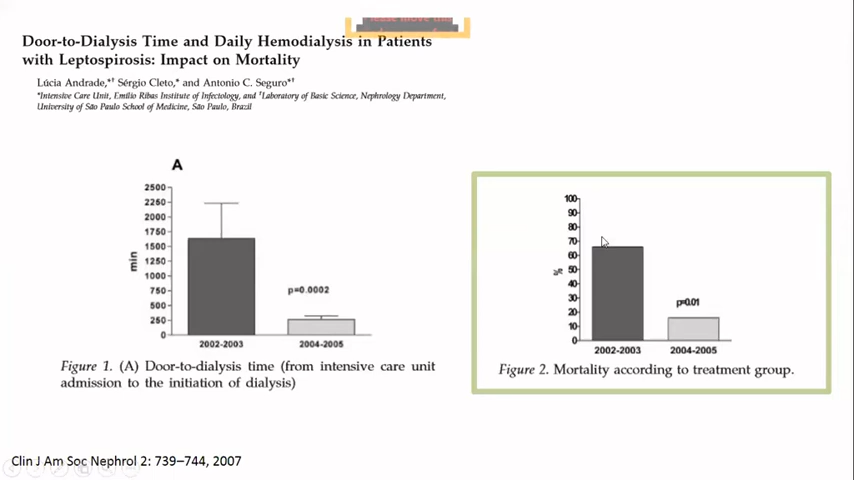 lease move the
Door-to-Dialysis Time and Daily Hemodialysis in Patients
with Leptospirosis: Impact on Mortality
Lúcia Andrade,*† Sérgio Cleto,* and Antonio C. Seguro*†
*Intensive Care Unit, Emilio Ribas Institute of Infectology, and †Laboratory of Basic Science, Nephrology Department,
University of São Paulo School of Medicine, São Paulo, Brazil
A
2500
2250
2000
1750
1500
1250
1000
750
500
250
0
min
p=0.0002
2002-2003 2004-2005
Figure 1. (A) Door-to-dialysis time (from intensive care unit
admission to the initiation of dialysis)
100
90
80
70
60
50
40
30
20
10
0
%
p=0.01
2002-2003 2004-2005
Figure 2. Mortality according to treatment group.
Clin J Am Soc Nephrol 2: 739–744, 2007